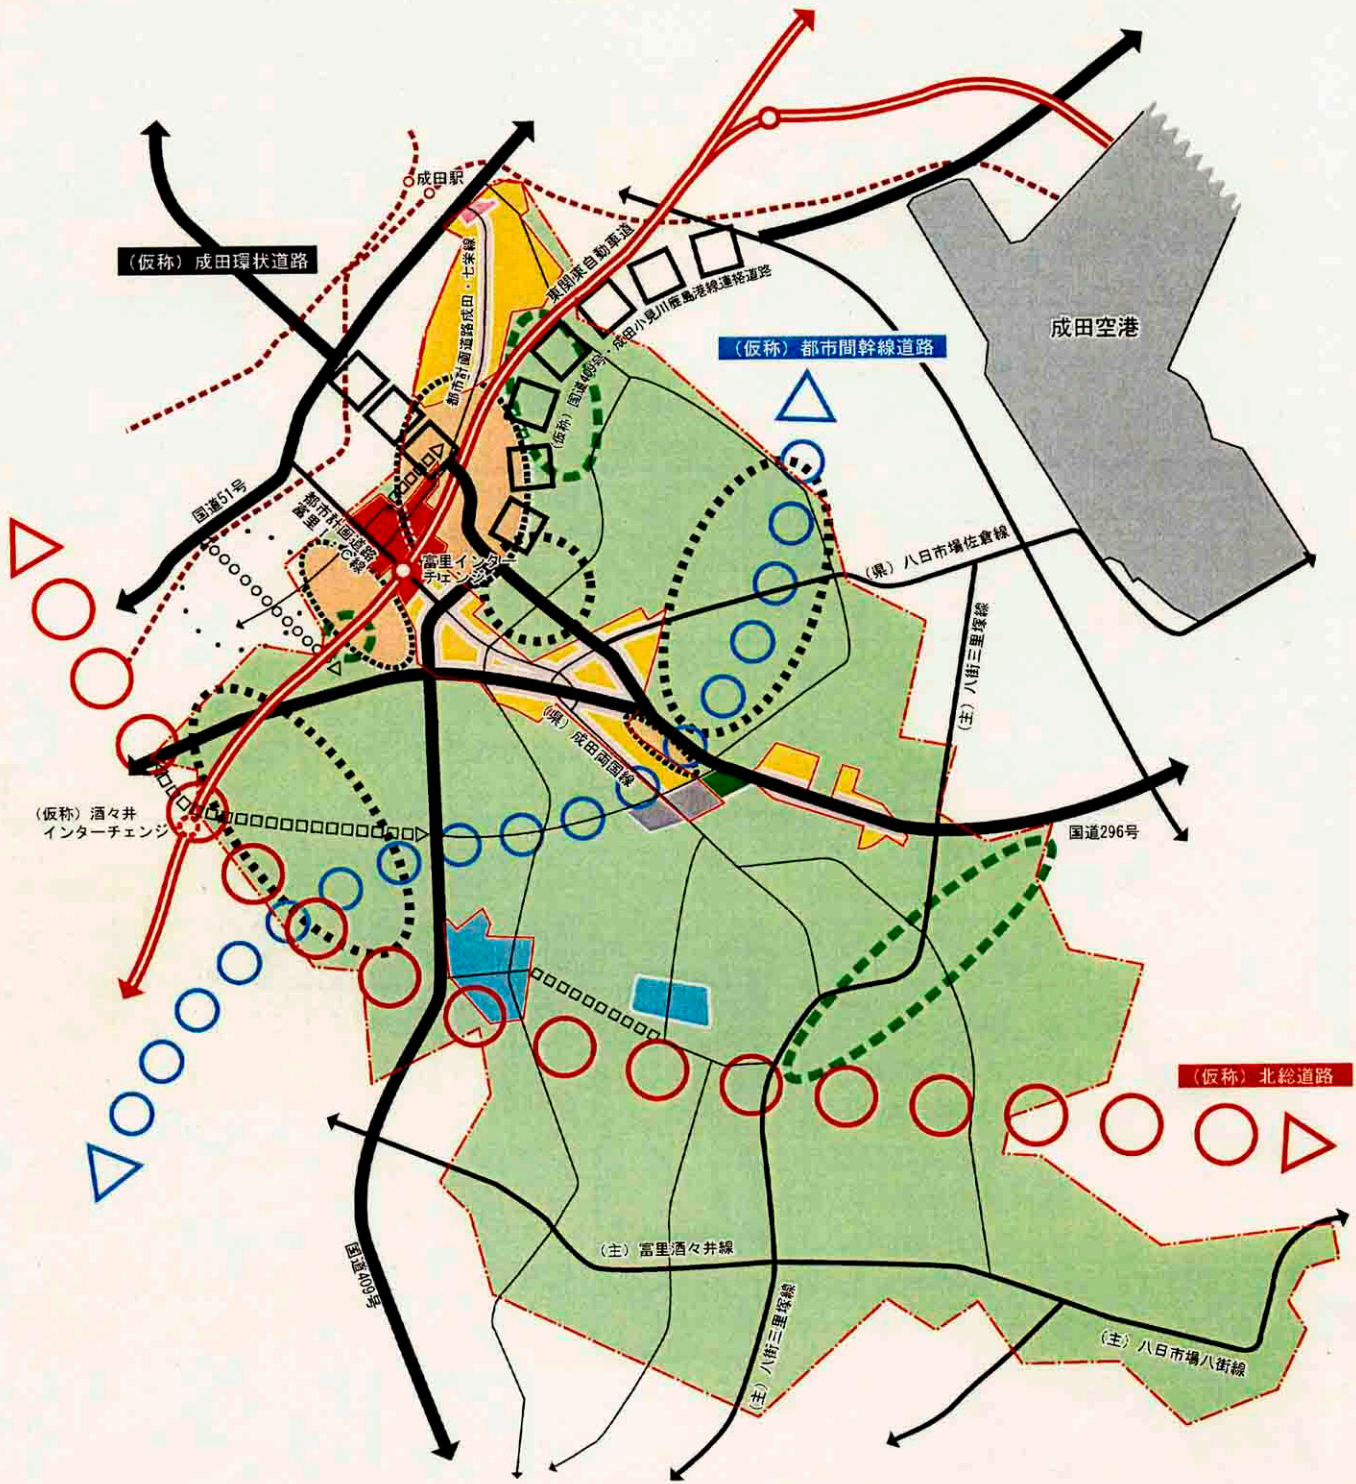 成田駅
(仮称) 成田環状道路
都市計画道路成田・七栄線
東関東自動車道
(仮称) 国道409号・成田小見川鹿島港線連絡道路
(仮称) 都市間幹線道路
成田空港
国道51号
都市計画道路
富里I・C線
富里インター
チェンジ
(県) 八日市場佐倉線
(主) 八街三里塚線
(県) 成田両国線
(仮称) 酒々井
インターチェンジ
国道296号
(仮称) 北総道路
国道409号
(主) 富里酒々井線
(主) 八街三里塚線
(主) 八日市場八街線